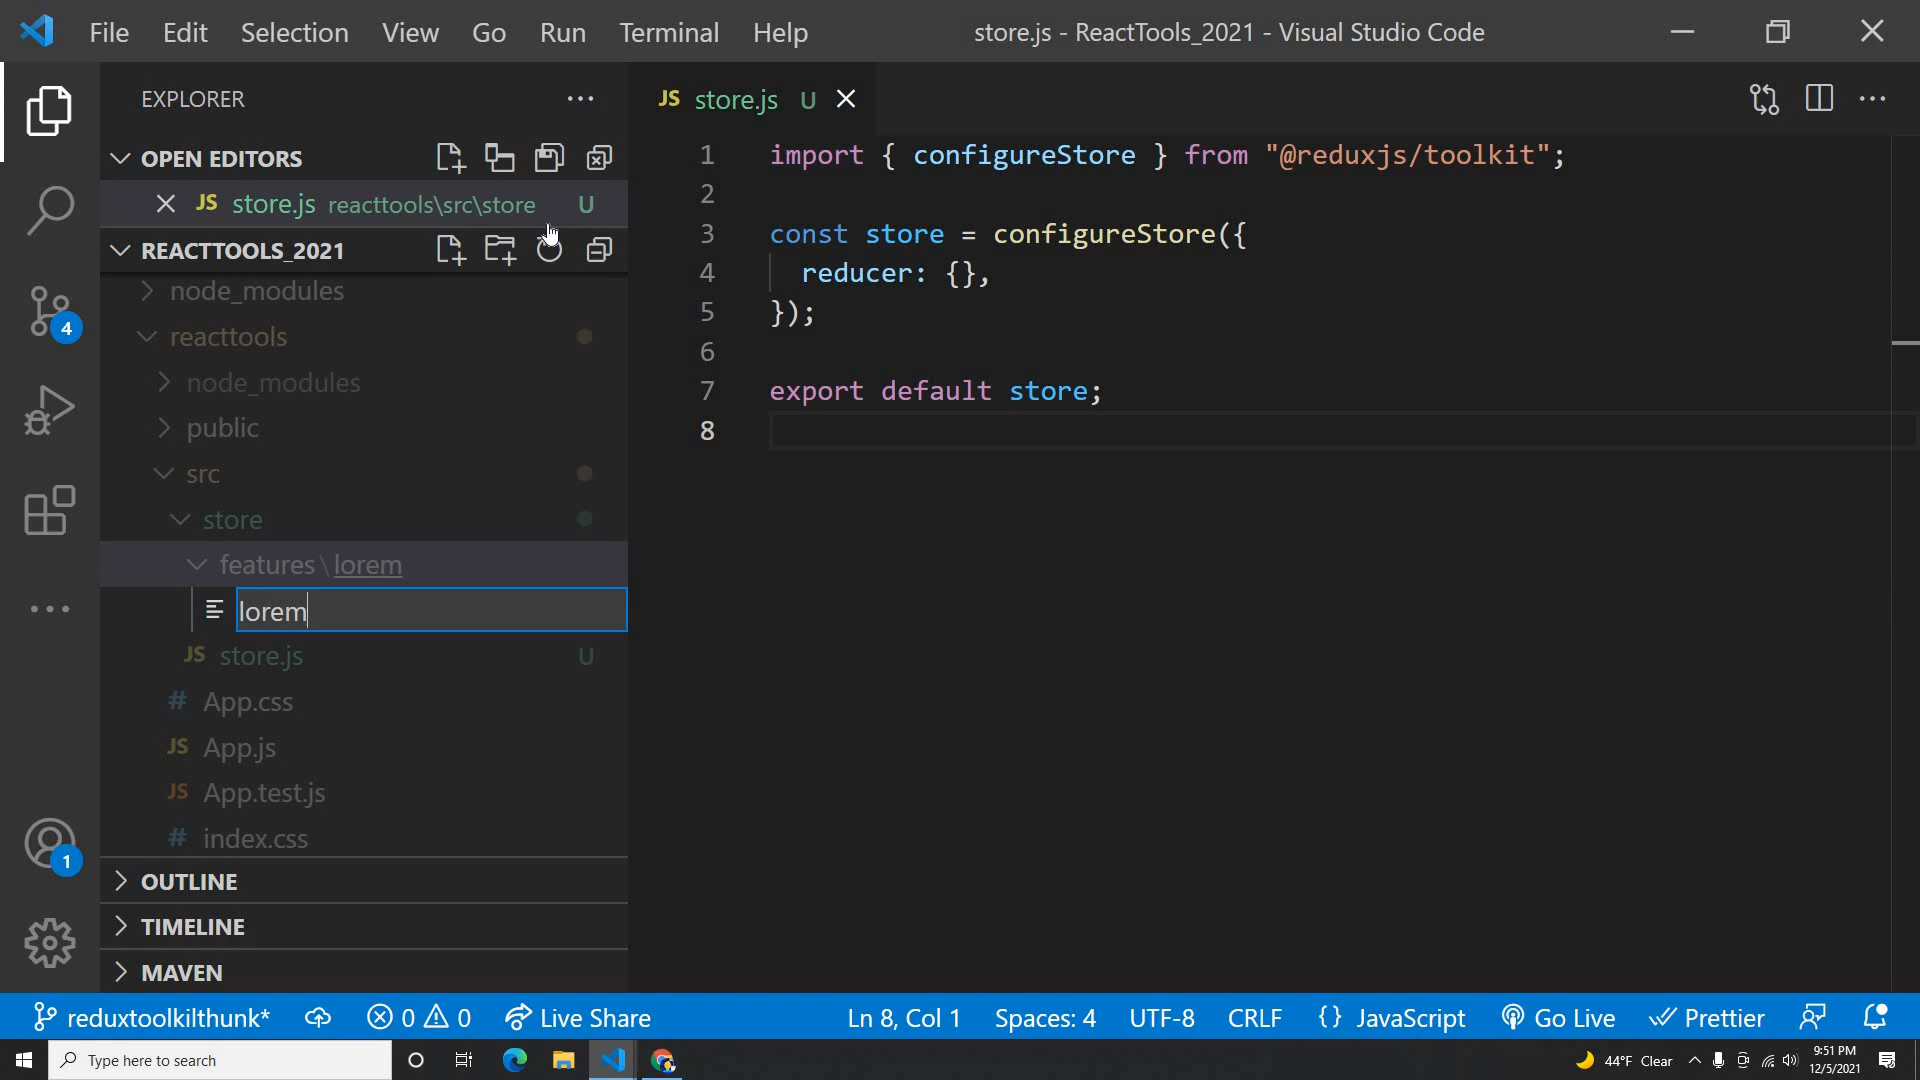 File Edit Selection View Go Run Terminal Help store.js - ReactTools_2021 - Visual Studio Code
EXPLORER
OPEN EDITORS
JS store.js reacttools\src\store U
REACTTOOLS_2021
node_modules
reacttools
node_modules
public
src
store
features\lorem
lorem
JS store.js U
# App.css
JS App.js
JS App.test.js
# index.css
OUTLINE
TIMELINE
MAVEN
4
1
JS store.js U
1 import { configureStore } from "@reduxjs/toolkit";
2
3 const store = configureStore({
4 reducer: {},
5 });
6
7 export default store;
8
reduxtoolkilthunk* 0 0 Live Share Ln 8, Col 1 Spaces: 4 UTF-8 CRLF {} JavaScript Go Live Prettier
Type here to search 44°F Clear 9:51 PM
12/5/2021